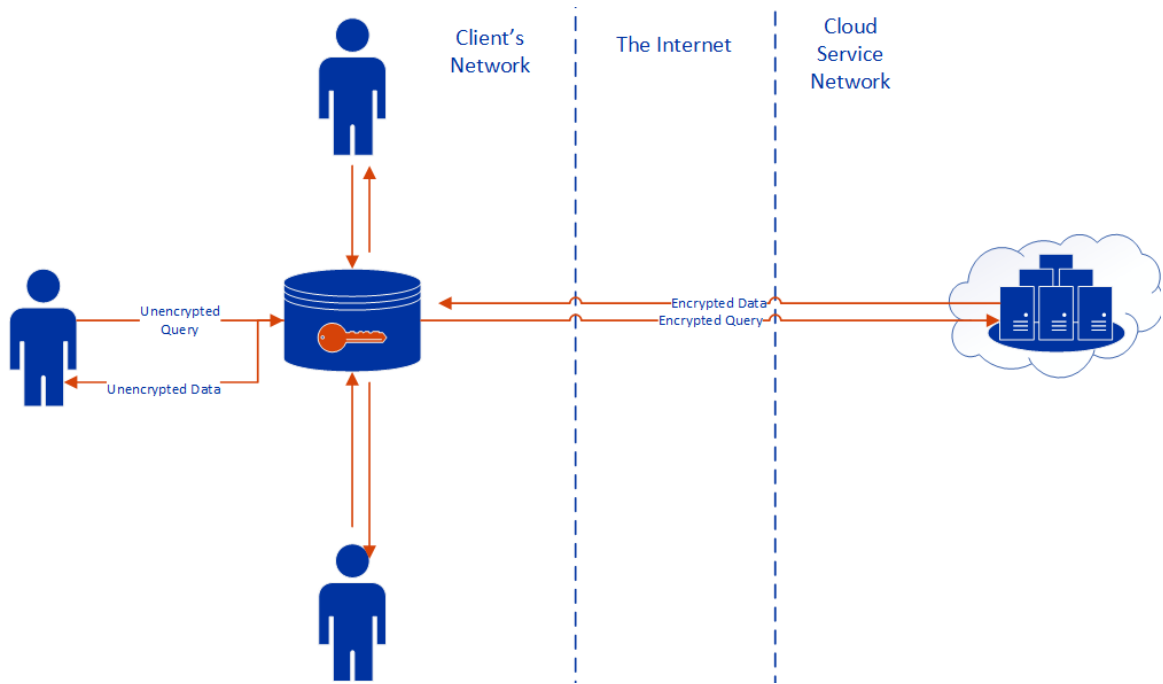 Client's
Network
The Internet
Cloud
Service
Network
Unencrypted
Query
Unencrypted Data
Encrypted Data
Encrypted Query